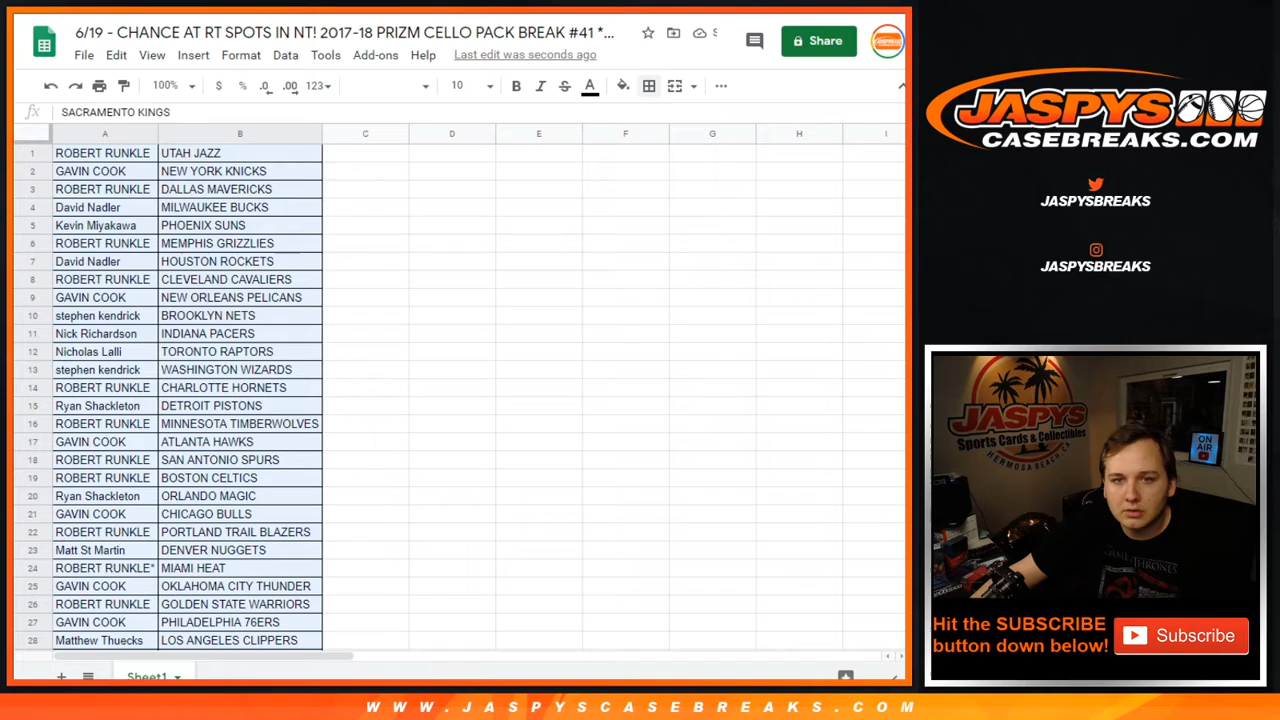 6/19 - CHANCE AT RT SPOTS IN NT! 2017-18 PRIZM CELLO PACK BREAK #41 *...
S
File Edit View Insert Format Data Tools Add-ons Help Last edit was seconds ago
Share
100% $ % .0 .00 123 10 B I S A
fx SACRAMENTO KINGS
A B C D E F G H I
1 ROBERT RUNKLE UTAH JAZZ
2 GAVIN COOK NEW YORK KNICKS
3 ROBERT RUNKLE DALLAS MAVERICKS
4 David Nadler MILWAUKEE BUCKS
5 Kevin Miyakawa PHOENIX SUNS
6 ROBERT RUNKLE MEMPHIS GRIZZLIES
7 David Nadler HOUSTON ROCKETS
8 ROBERT RUNKLE CLEVELAND CAVALIERS
9 GAVIN COOK NEW ORLEANS PELICANS
10 stephen kendrick BROOKLYN NETS
11 Nick Richardson INDIANA PACERS
12 Nicholas Lalli TORONTO RAPTORS
13 stephen kendrick WASHINGTON WIZARDS
14 ROBERT RUNKLE CHARLOTTE HORNETS
15 Ryan Shackleton DETROIT PISTONS
16 ROBERT RUNKLE MINNESOTA TIMBERWOLVES
17 GAVIN COOK ATLANTA HAWKS
18 ROBERT RUNKLE SAN ANTONIO SPURS
19 ROBERT RUNKLE BOSTON CELTICS
20 Ryan Shackleton ORLANDO MAGIC
21 GAVIN COOK CHICAGO BULLS
22 ROBERT RUNKLE PORTLAND TRAIL BLAZERS
23 Matt St Martin DENVER NUGGETS
24 ROBERT RUNKLE* MIAMI HEAT
25 GAVIN COOK OKLAHOMA CITY THUNDER
26 ROBERT RUNKLE GOLDEN STATE WARRIORS
27 GAVIN COOK PHILADELPHIA 76ERS
28 Matthew Thuecks LOS ANGELES CLIPPERS
Sheet1
JASPYS
CASEBREAKS.COM
JASPYSBREAKS
JASPYSBREAKS
JASPYS
Sports Cards & Collectibles
HERMOSA BEACH, CA
ON
AIR
GAME THRONES
Hit the SUBSCRIBE
button down below!
Subscribe
WWW.JASPYSCASEBREAKS.COM